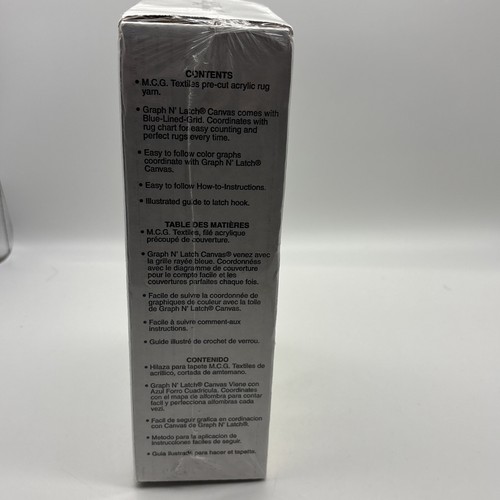 CONTENTS
• M.C.G. Textiles pre-cut acrylic rug
yarn.
• Graph N' Latch® Canvas comes with
Blue-Lined-Grid. Coordinates with
rug chart for easy counting and
perfect rugs every time.
• Easy to follow color graphs
coordinate with Graph N' Latch®
Canvas.
• Easy to follow How-to-Instructions.
• Illustrated guide to latch hook.
TABLE DES MATIÈRES
• M.C.G. Textiles, filé acrylique
précoupé de couverture.
• Graph N' Latch Canvas® venez avec
la grille rayée bleue. Coordonnées
avec le diagramme de couverture
pour le compte facile et les
couvertures parfaites chaque fois.
• Facile de suivre la coordonnée de
graphiques de couleur avec la toile
de Graph N' Latch® Canvas.
• Facile à suivre comment-aux
instructions.
• Guide illustré de crochet de verrou.
CONTENIDO
• Hilaza para tapete M.C.G. Textiles de
acrilico, cortada de antemano.
• Graph N' Latch® Canvas Viene con
Azul Forro Cuadricula. Coordinates
con el mapa de alfombra para contar
facil y perfecciona alfombras cada
vez.
• Facil de seguir grafica en cordinacion
con Canvas de Graph N' Latch®.
• Metodo para la aplicacion de
instrucciones faciles de seguir.
• Guia ilustrada para hacer el tapete.